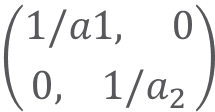 (1/a1, 0
0, 1/a₂)